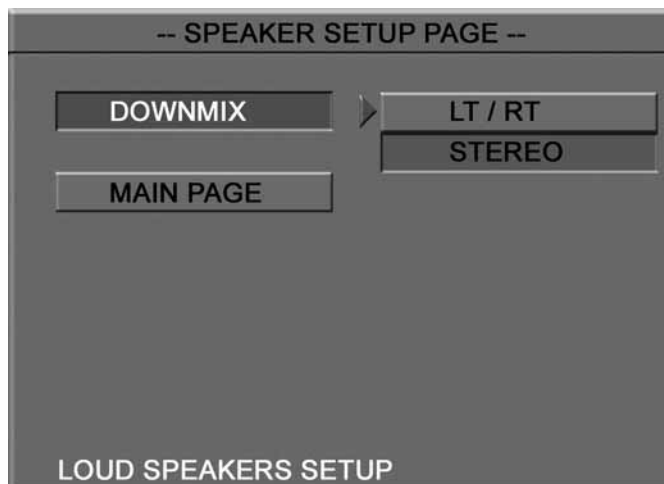 -- SPEAKER SETUP PAGE --
DOWNMIX
LT / RT
STEREO
MAIN PAGE
LOUD SPEAKERS SETUP